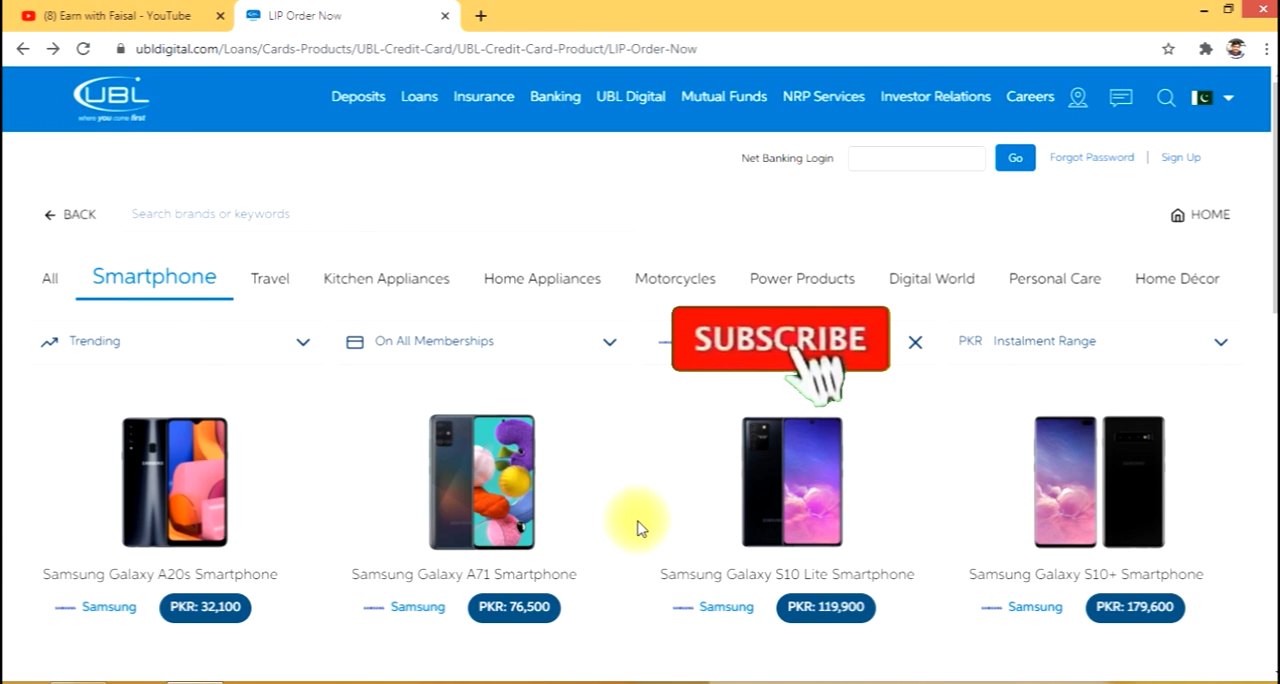 (8) Earn with Faisal - YouTube
LIP Order Now
ubldigital.com/Loans/Cards-Products/UBL-Credit-Card/UBL-Credit-Card-Product/LIP-Order-Now
UBL
where you come first
Deposits Loans Insurance Banking UBL Digital Mutual Funds NRP Services Investor Relations Careers
Net Banking Login Go Forgot Password | Sign Up
BACK Search brands or keywords HOME
All Smartphone Travel Kitchen Appliances Home Appliances Motorcycles Power Products Digital World Personal Care Home Décor
Trending On All Memberships SUBSCRIBE PKR Instalment Range
Samsung Galaxy A20s Smartphone Samsung Galaxy A71 Smartphone Samsung Galaxy S10 Lite Smartphone Samsung Galaxy S10+ Smartphone
Samsung PKR: 32,100 Samsung PKR: 76,500 Samsung PKR: 119,900 Samsung PKR: 179,600